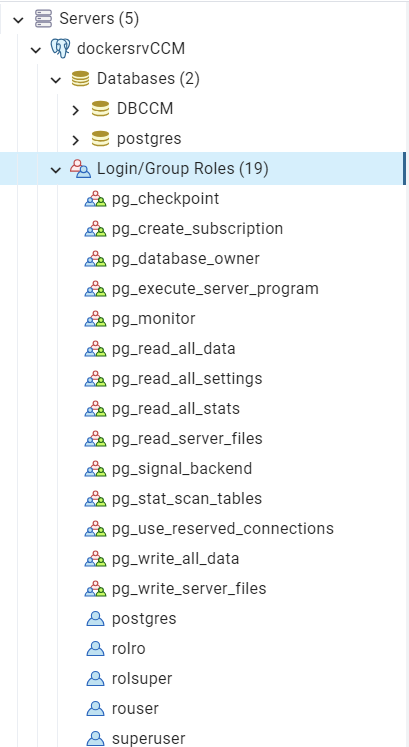 Servers (5)
dockersrvCCM
Databases (2)
DBCCM
postgres
Login/Group Roles (19)
pg_checkpoint
pg_create_subscription
pg_database_owner
pg_execute_server_program
pg_monitor
pg_read_all_data
pg_read_all_settings
pg_read_all_stats
pg_read_server_files
pg_signal_backend
pg_stat_scan_tables
pg_use_reserved_connections
pg_write_all_data
pg_write_server_files
postgres
rolro
rolsuper
rouser
superuser